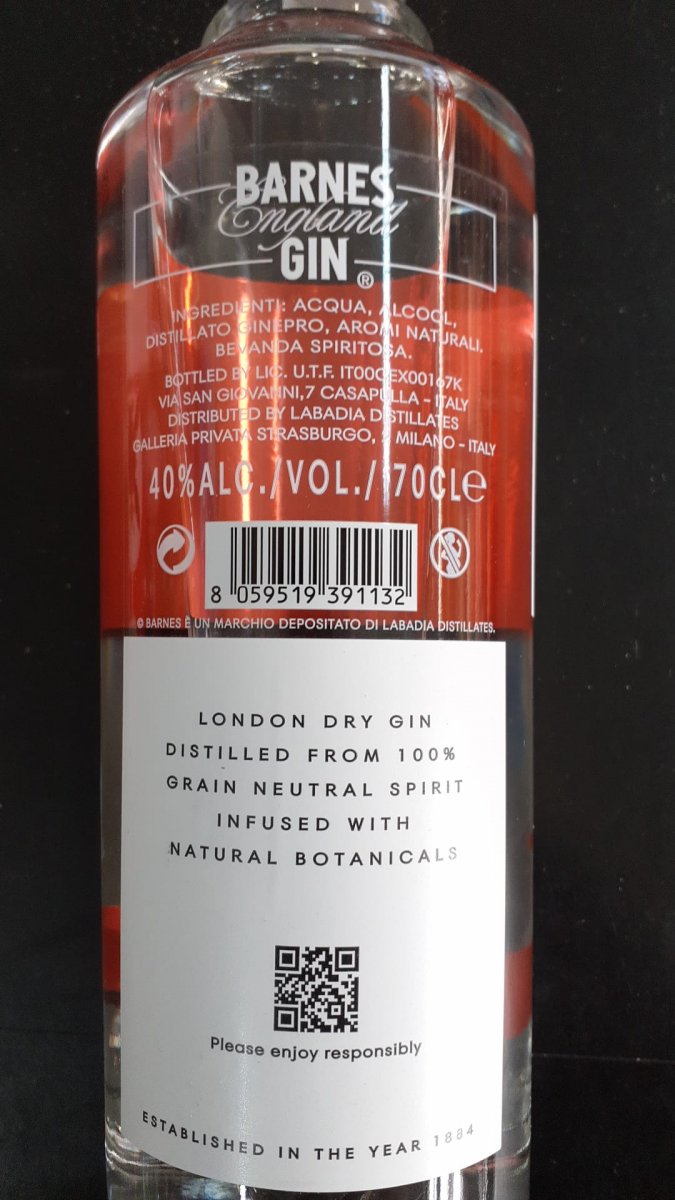 BARNES
England
GIN ®
INGREDIENTI: ACQUA, ALCOOL,
DISTILLATO GINEPRO, AROMI NATURALI.
BEVANDA SPIRITOSA.
BOTTLED BY LIC. U.T.F. IT00CEX00167K
VIA SAN GIOVANNI,7 CASAPULLA - ITALY
DISTRIBUTED BY LABADIA DISTILLATES
GALLERIA PRIVATA STRASBURGO, MILANO - ITALY
40%ALC./VOL./ 70CLe
8 059519 391132
© BARNES È UN MARCHIO DEPOSITATO DI LABADIA DISTILLATES.
LONDON DRY GIN
DISTILLED FROM 100%
GRAIN NEUTRAL SPIRIT
INFUSED WITH
NATURAL BOTANICALS
Please enjoy responsibly
ESTABLISHED IN THE YEAR 1884